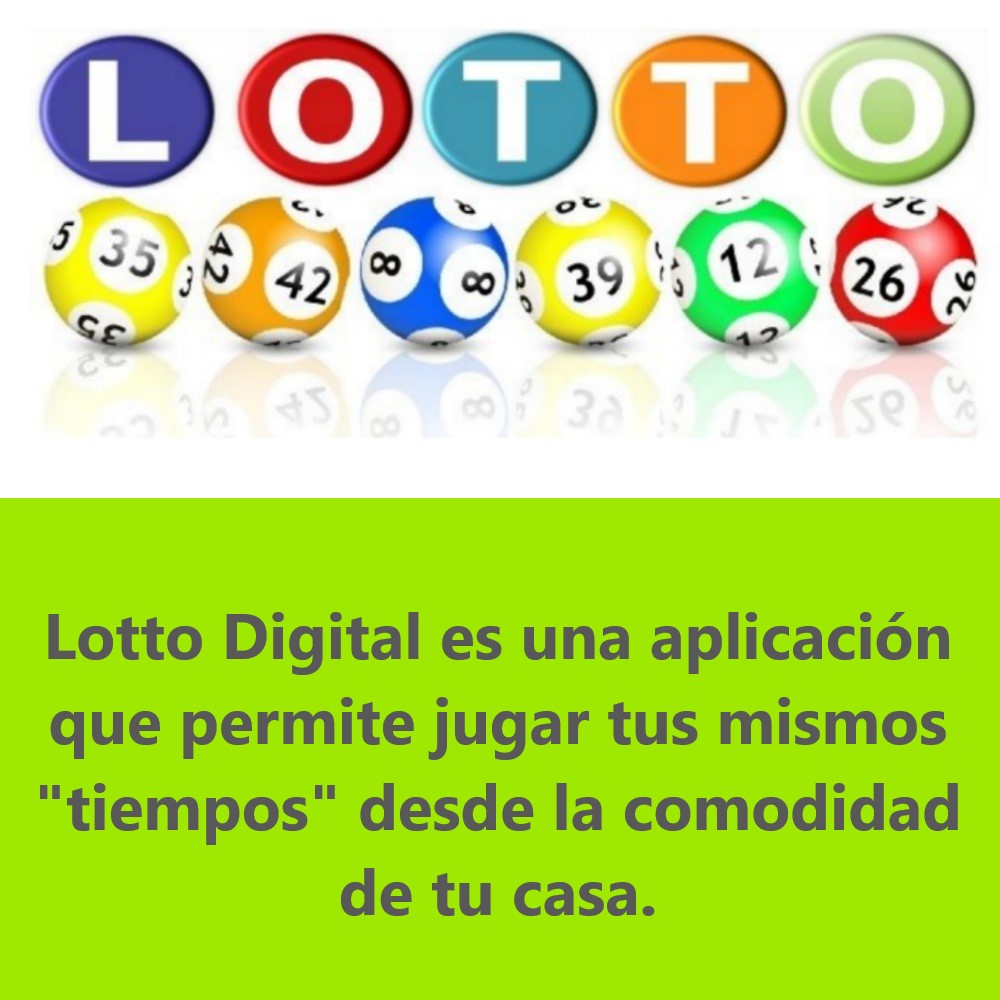 LOTTO
35 42 8 39 12 26
Lotto Digital es una aplicación
que permite jugar tus mismos
"tiempos" desde la comodidad
de tu casa.